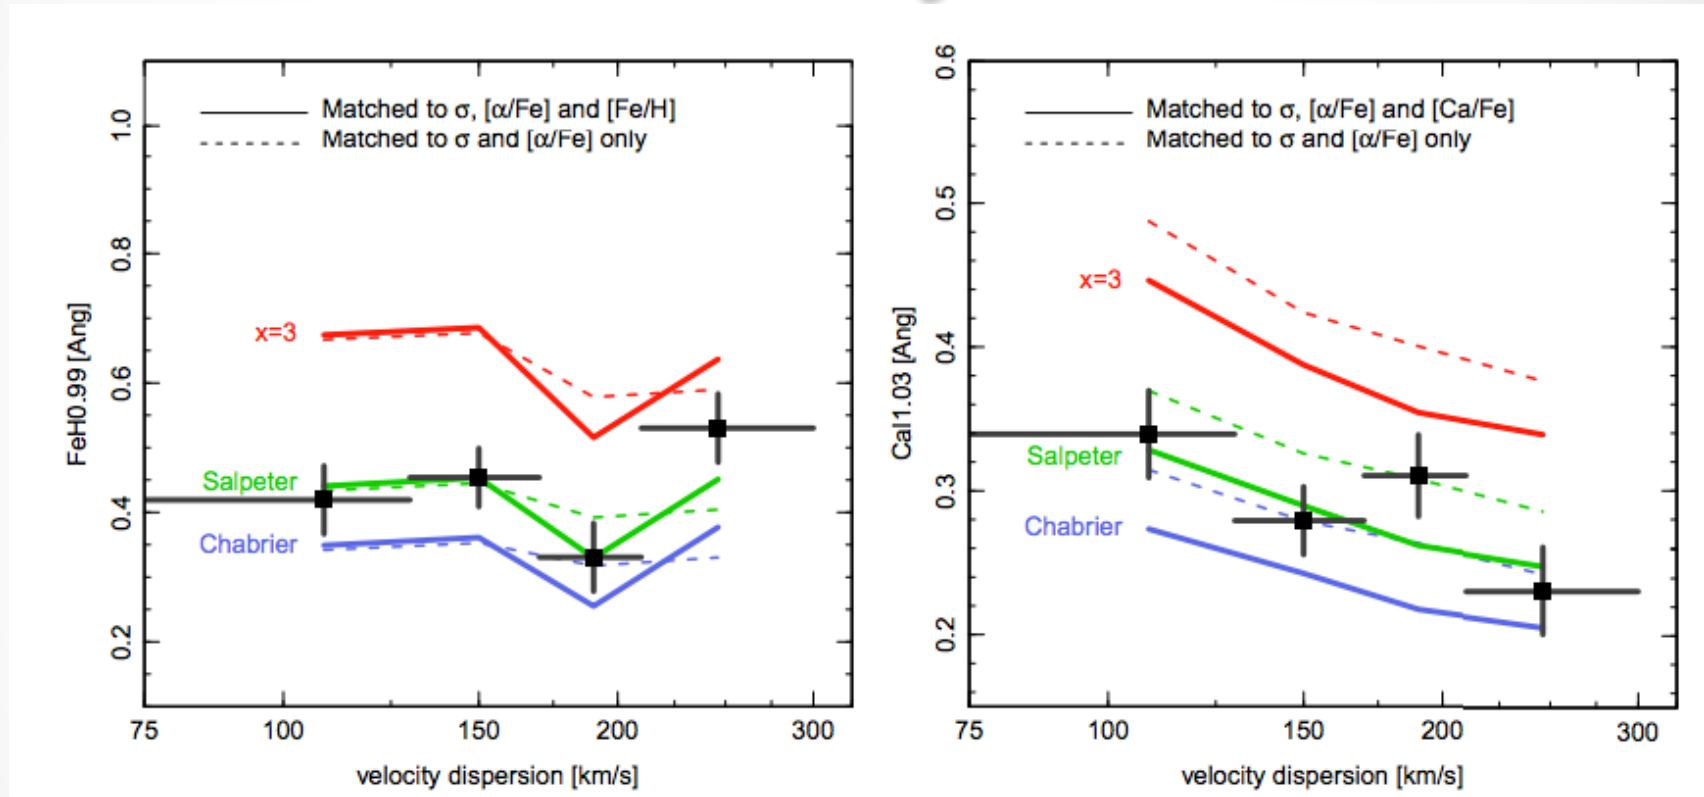 Matched to σ, [α/Fe] and [Fe/H]
Matched to σ and [α/Fe] only
x=3
Salpeter
Chabrier
FeH0.99 [Ang]
1.0
0.8
0.6
0.4
0.2
75 100 150 200 300
velocity dispersion [km/s]
Matched to σ, [α/Fe] and [Ca/Fe]
Matched to σ and [α/Fe] only
x=3
Salpeter
Chabrier
CaI1.03 [Ang]
0.6
0.5
0.4
0.3
0.2
75 100 150 200 300
velocity dispersion [km/s]